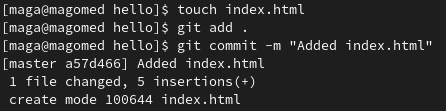 [maga@magomed hello]$ touch index.html
[maga@magomed hello]$ git add .
[maga@magomed hello]$ git commit -m "Added index.html"
[master a57d466] Added index.html
 1 file changed, 5 insertions(+)
 create mode 100644 index.html